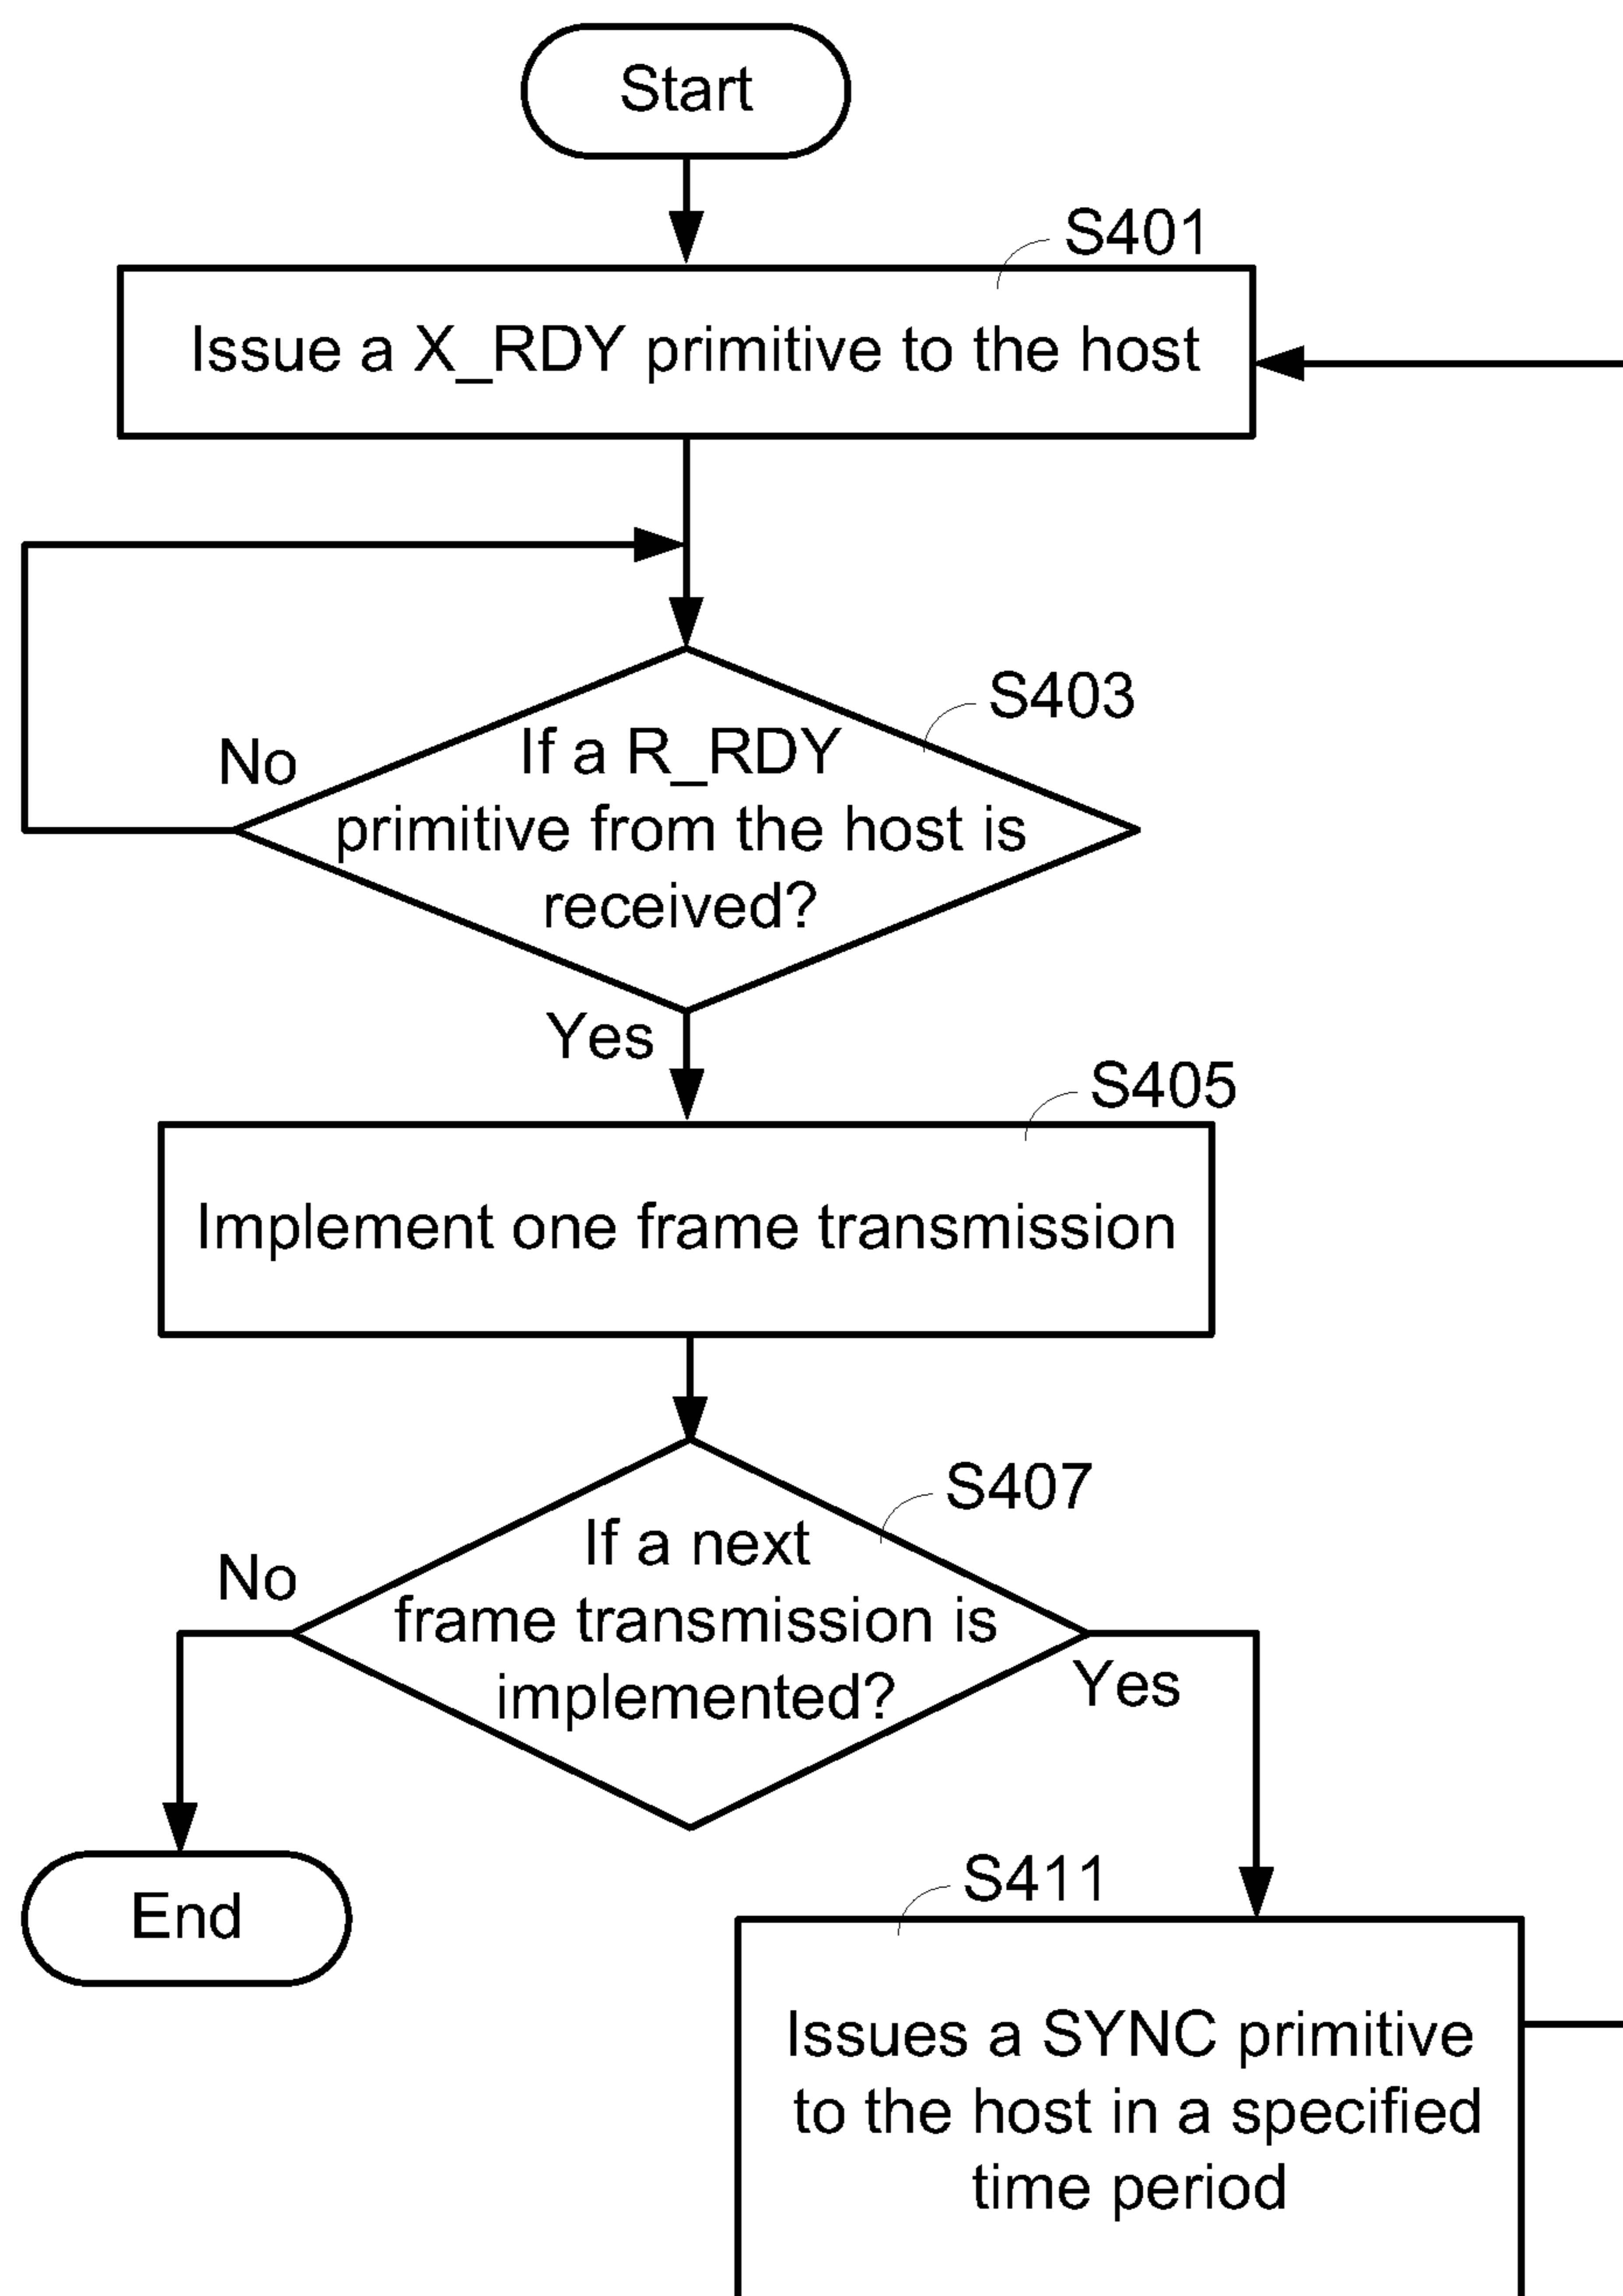 Start
S401
Issue a X_RDY primitive to the host
S403
No
If a R_RDY
primitive from the host is
received?
Yes
S405
Implement one frame transmission
S407
No
If a next
frame transmission is
implemented?
Yes
S411
End
Issues a SYNC primitive
to the host in a specified
time period